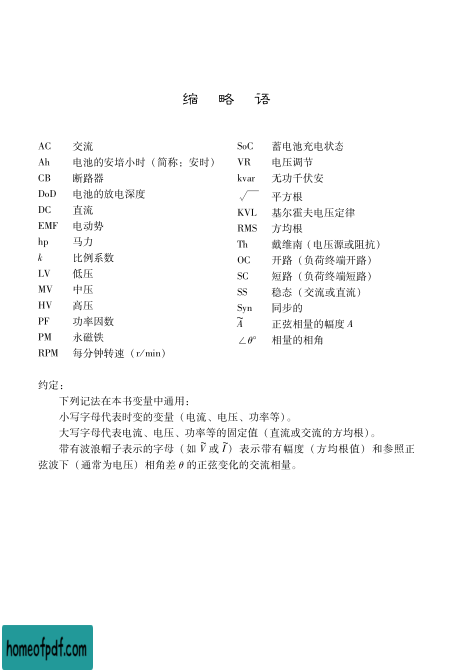 缩 略 语
AC 交流
Ah 电池的安培小时（简称：安时）
CB 断路器
DoD 电池的放电深度
DC 直流
EMF 电动势
hp 马力
k 比例系数
LV 低压
MV 中压
HV 高压
PF 功率因数
PM 永磁铁
RPM 每分钟转速（r/min）
SoC 蓄电池充电状态
VR 电压调节
kvar 无功千伏安
√ 平方根
KVL 基尔霍夫电压定律
RMS 方均根
Th 戴维南（电压源或阻抗）
OC 开路（负荷终端开路）
SC 短路（负荷终端短路）
SS 稳态（交流或直流）
Syn 同步的
Ã 正弦相量的幅度 A
∠θ° 相量的相角
约定：
下列记法在本书变量中通用：
小写字母代表时变的变量（电流、电压、功率等）。
大写字母代表电流、电压、功率等的固定值（直流或交流的方均根）。
带有波浪帽子表示的字母（如 Ṽ 或 Ĩ）表示带有幅度（方均根值）和参照正
弦波下（通常为电压）相角差 θ 的正弦变化的交流相量。
homeofpdf.com